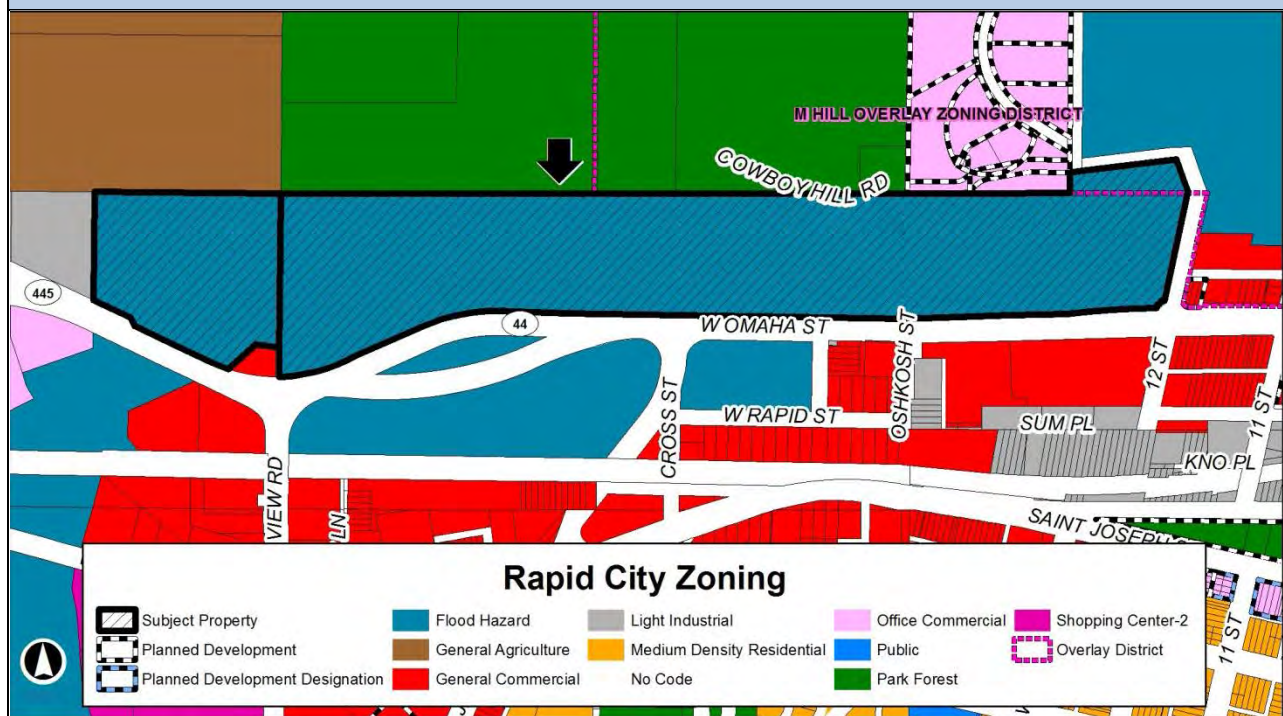 M HILL OVERLAY ZONING DISTRICT
COWBOY HILL RD
445
44
W OMAHA ST
OSHKOSH ST
12 ST
CROSS ST
W RAPID ST
SUM PL
11 ST
KNO PL
VIEW RD
LN
SAINT JOSEPH
Rapid City Zoning
Subject Property
Planned Development
Planned Development Designation
Flood Hazard
General Agriculture
General Commercial
Light Industrial
Medium Density Residential
No Code
Office Commercial
Public
Park Forest
Shopping Center-2
Overlay District
11 ST